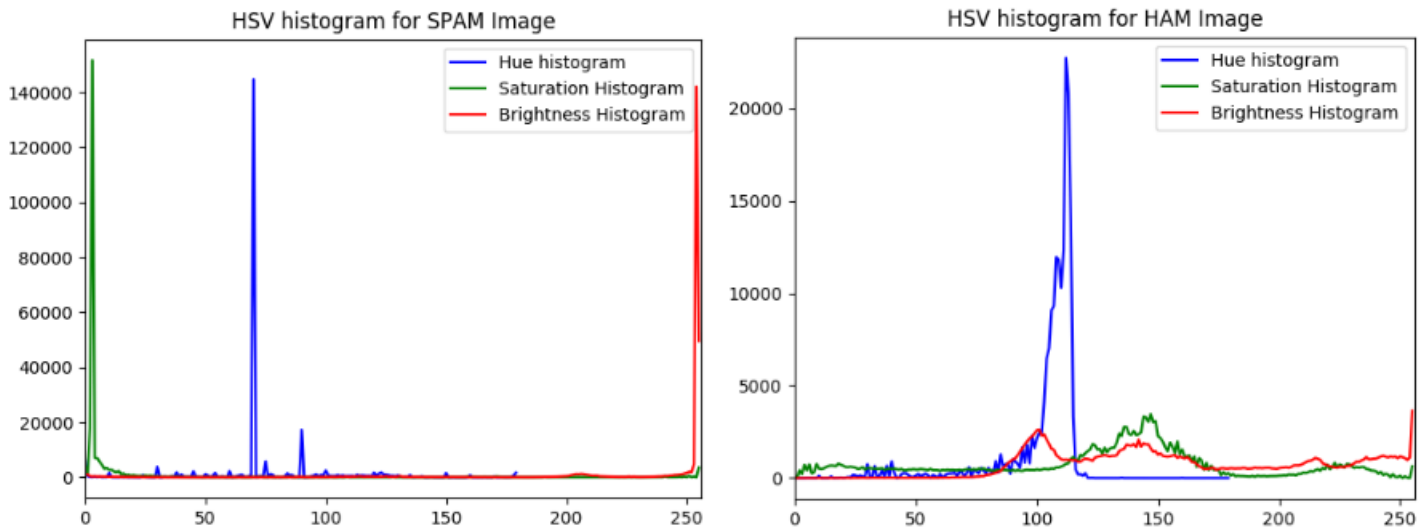 HSV histogram for SPAM Image
Hue histogram
Saturation Histogram
Brightness Histogram
140000
120000
100000
80000
60000
40000
20000
0
0 50 100 150 200 250
HSV histogram for HAM Image
Hue histogram
Saturation Histogram
Brightness Histogram
20000
15000
10000
5000
0
0 50 100 150 200 250